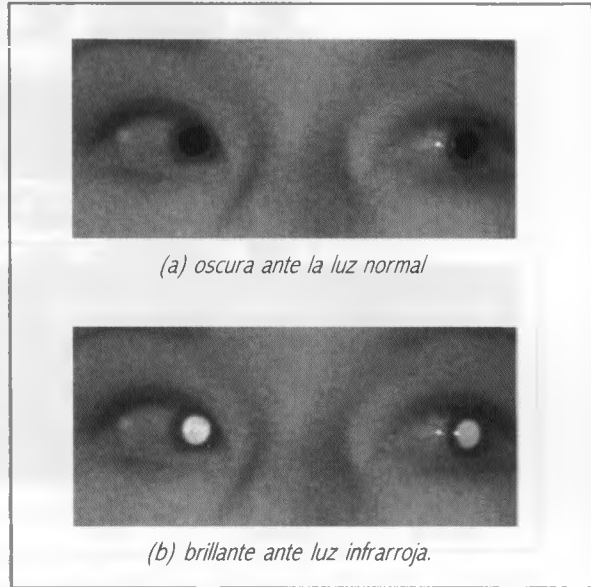 (a) oscura ante la luz normal
(b) brillante ante luz infrarroja.